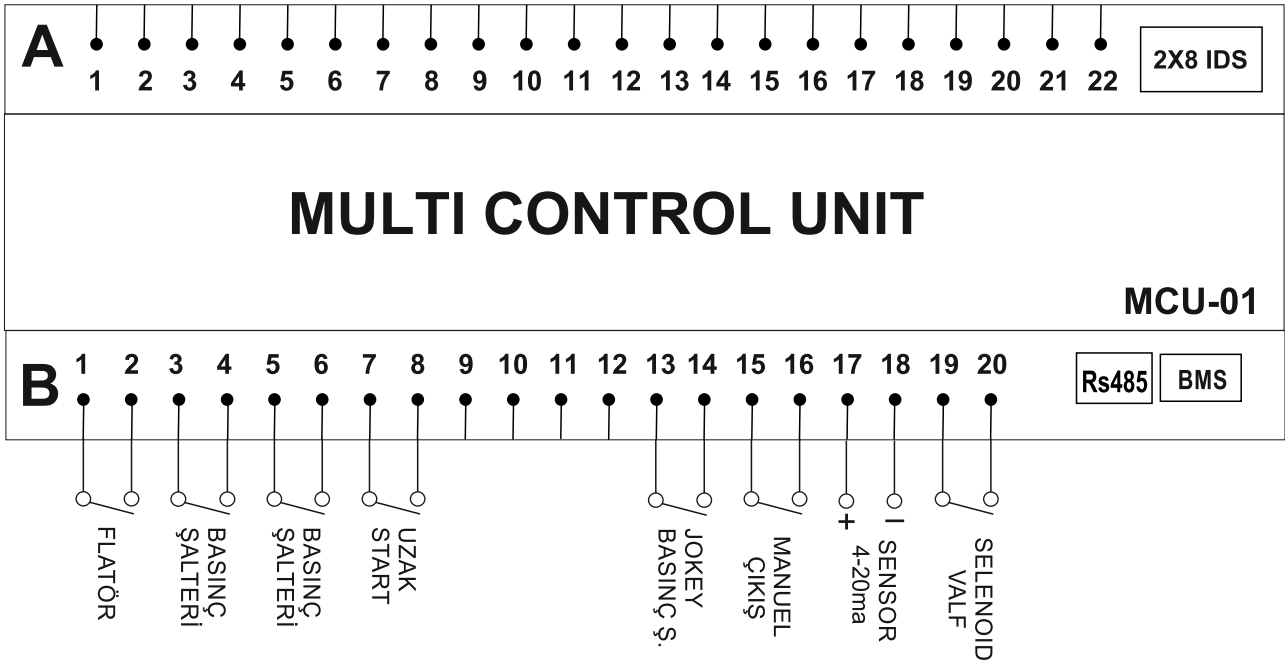 A
1 2 3 4 5 6 7 8 9 10 11 12 13 14 15 16 17 18 19 20 21 22
2X8 IDS
MULTI CONTROL UNIT
MCU-01
B
1 2 3 4 5 6 7 8 9 10 11 12 13 14 15 16 17 18 19 20
Rs485
BMS
FLATÖR
BASINÇ
ŞALTERİ
BASINÇ
ŞALTERİ
UZAK
START
JOKEY
BASINÇ Ş.
MANUEL
ÇIKIŞ
+ −
SENSOR
4-20ma
SELENOID
VALF